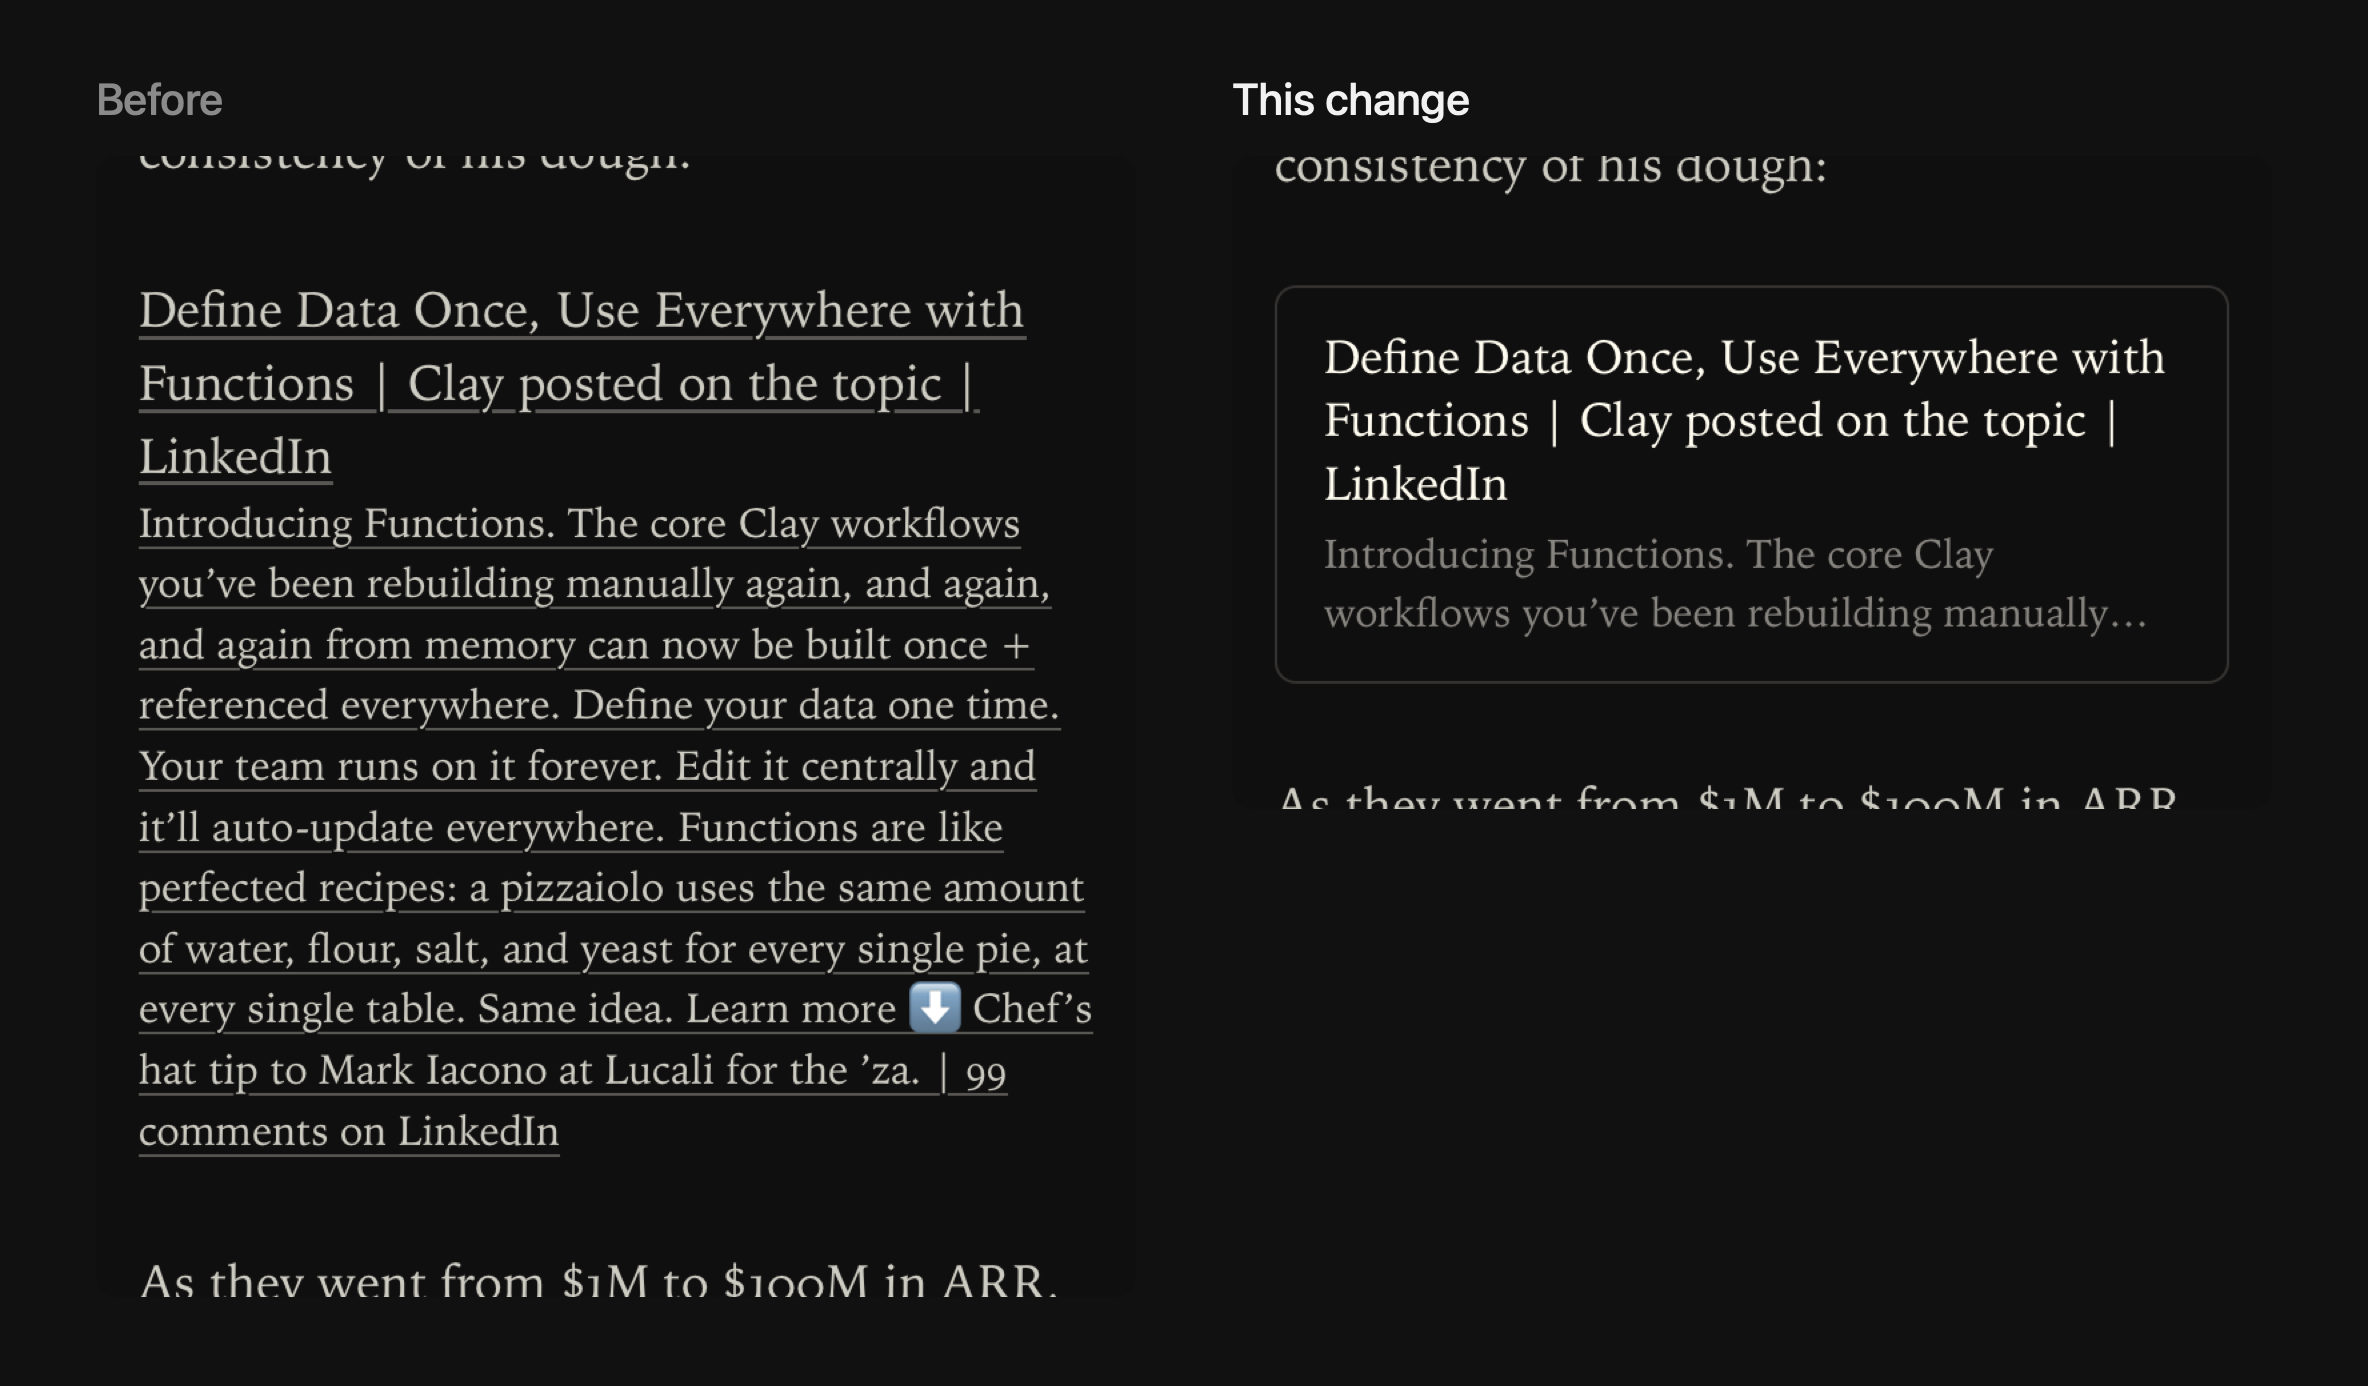 Before
consistency of his dough:
Define Data Once, Use Everywhere with
Functions | Clay posted on the topic |
LinkedIn
Introducing Functions. The core Clay workflows
you’ve been rebuilding manually again, and again,
and again from memory can now be built once +
referenced everywhere. Define your data one time.
Your team runs on it forever. Edit it centrally and
it’ll auto-update everywhere. Functions are like
perfected recipes: a pizzaiolo uses the same amount
of water, flour, salt, and yeast for every single pie, at
every single table. Same idea. Learn more ⬇️ Chef’s
hat tip to Mark Iacono at Lucali for the ’za. | 99
comments on LinkedIn
As they went from $1M to $100M in ARR.
This change
consistency of his dough:
Define Data Once, Use Everywhere with
Functions | Clay posted on the topic |
LinkedIn
Introducing Functions. The core Clay
workflows you’ve been rebuilding manually…
As they went from $1M to $100M in ARR